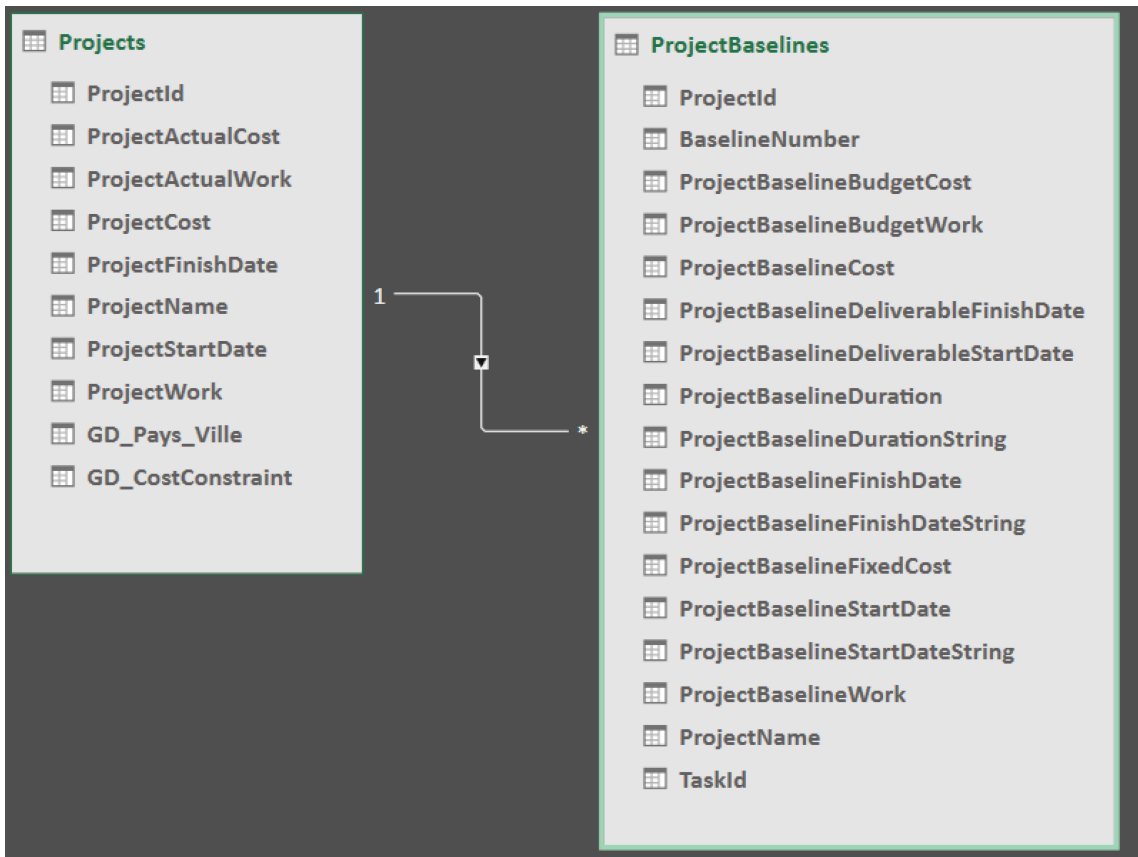 Projects
ProjectId
ProjectActualCost
ProjectActualWork
ProjectCost
ProjectFinishDate
ProjectName
ProjectStartDate
ProjectWork
GD_Pays_Ville
GD_CostConstraint
1
*
ProjectBaselines
ProjectId
BaselineNumber
ProjectBaselineBudgetCost
ProjectBaselineBudgetWork
ProjectBaselineCost
ProjectBaselineDeliverableFinishDate
ProjectBaselineDeliverableStartDate
ProjectBaselineDuration
ProjectBaselineDurationString
ProjectBaselineFinishDate
ProjectBaselineFinishDateString
ProjectBaselineFixedCost
ProjectBaselineStartDate
ProjectBaselineStartDateString
ProjectBaselineWork
ProjectName
TaskId